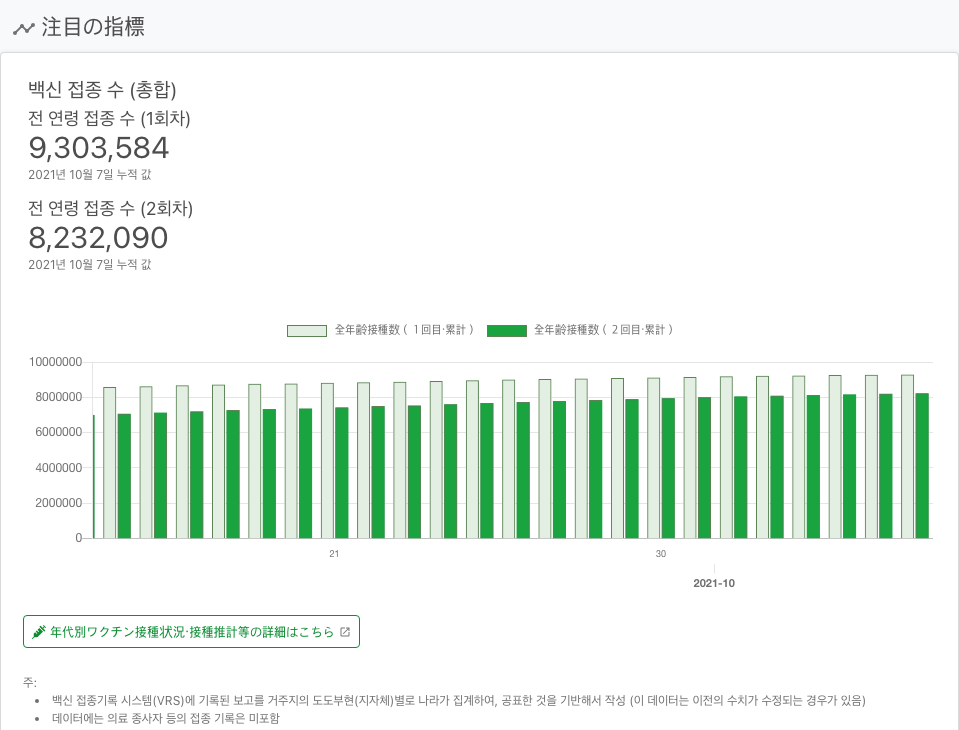 注目の指標
백신 접종 수 (총합)
전 연령 접종 수 (1회차)
9,303,584
2021년 10월 7일 누적 값
전 연령 접종 수 (2회차)
8,232,090
2021년 10월 7일 누적 값
全年齢接種数（１回目·累計） 全年齢接種数（２回目·累計）
10000000
8000000
6000000
4000000
2000000
0
21 30
2021-10
年代別ワクチン接種状況·接種推計等の詳細はこちら
주:
백신 접종기록 시스템(VRS)에 기록된 보고를 거주지의 도도부현(지자체)별로 나라가 집계하여, 공표한 것을 기반해서 작성 (이 데이터는 이전의 수치가 수정되는 경우가 있음)
데이터에는 의료 종사자 등의 접종 기록은 미포함